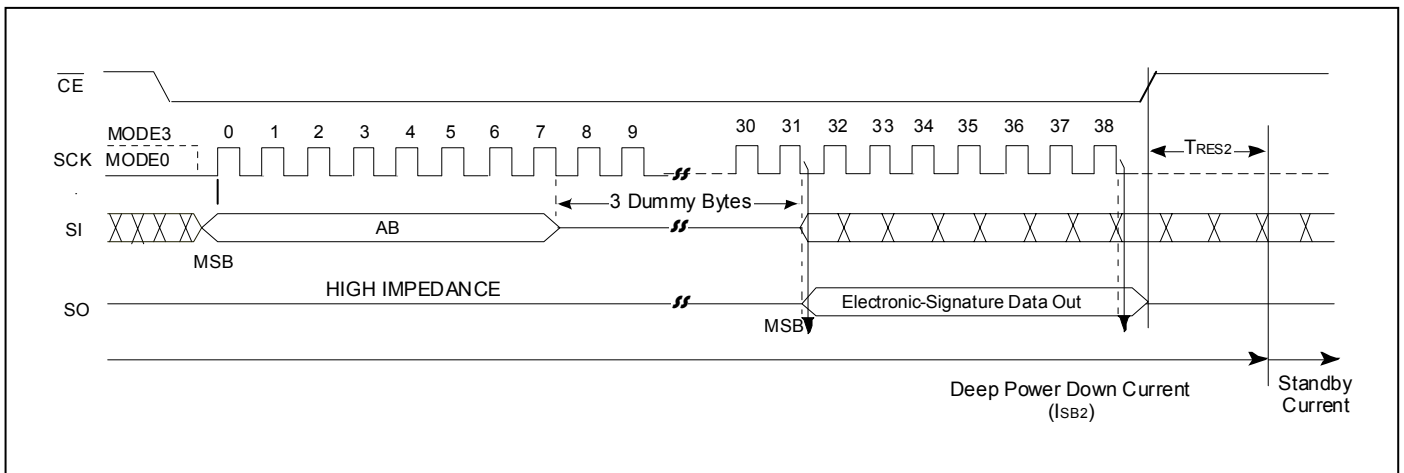 CE
MODE3
0 1 2 3 4 5 6 7 8 9 30 31 32 33 34 35 36 37 38
SCK
MODE0
TRES2
3 Dummy Bytes
SI
AB
MSB
HIGH IMPEDANCE
SO
Electronic-Signature Data Out
MSB
Deep Power Down Current
(ISB2)
Standby
Current